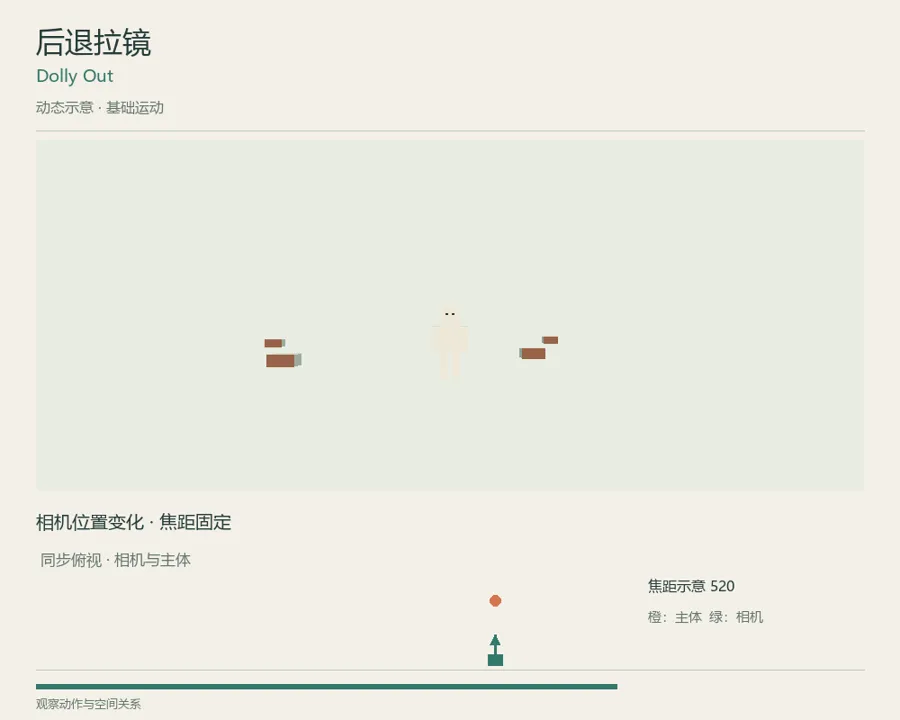 后退拉镜
Dolly Out
动态示意 · 基础运动
相机位置变化 · 焦距固定
同步俯视 · 相机与主体
焦距示意 520
橙：主体 绿：相机
观察动作与空间关系